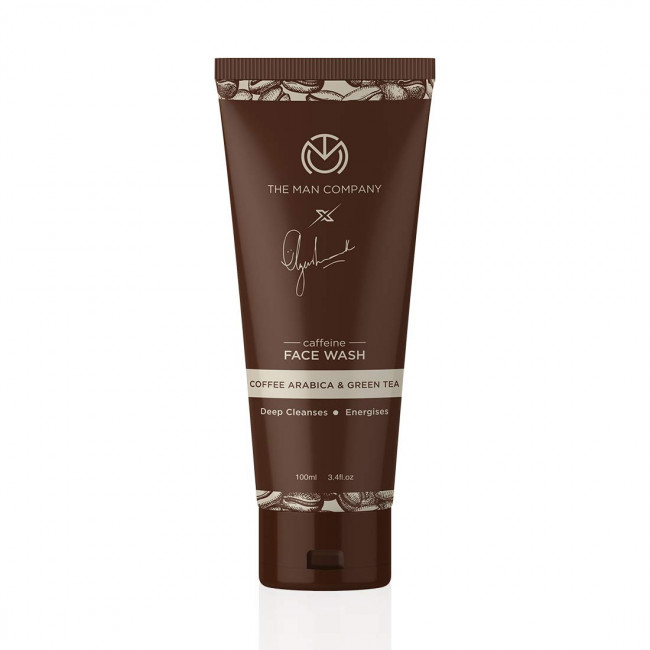 THE MAN COMPANY
X
caffeine
FACE WASH
COFFEE ARABICA & GREEN TEA
Deep Cleanses ● Energises
100ml 3.4fl.oz